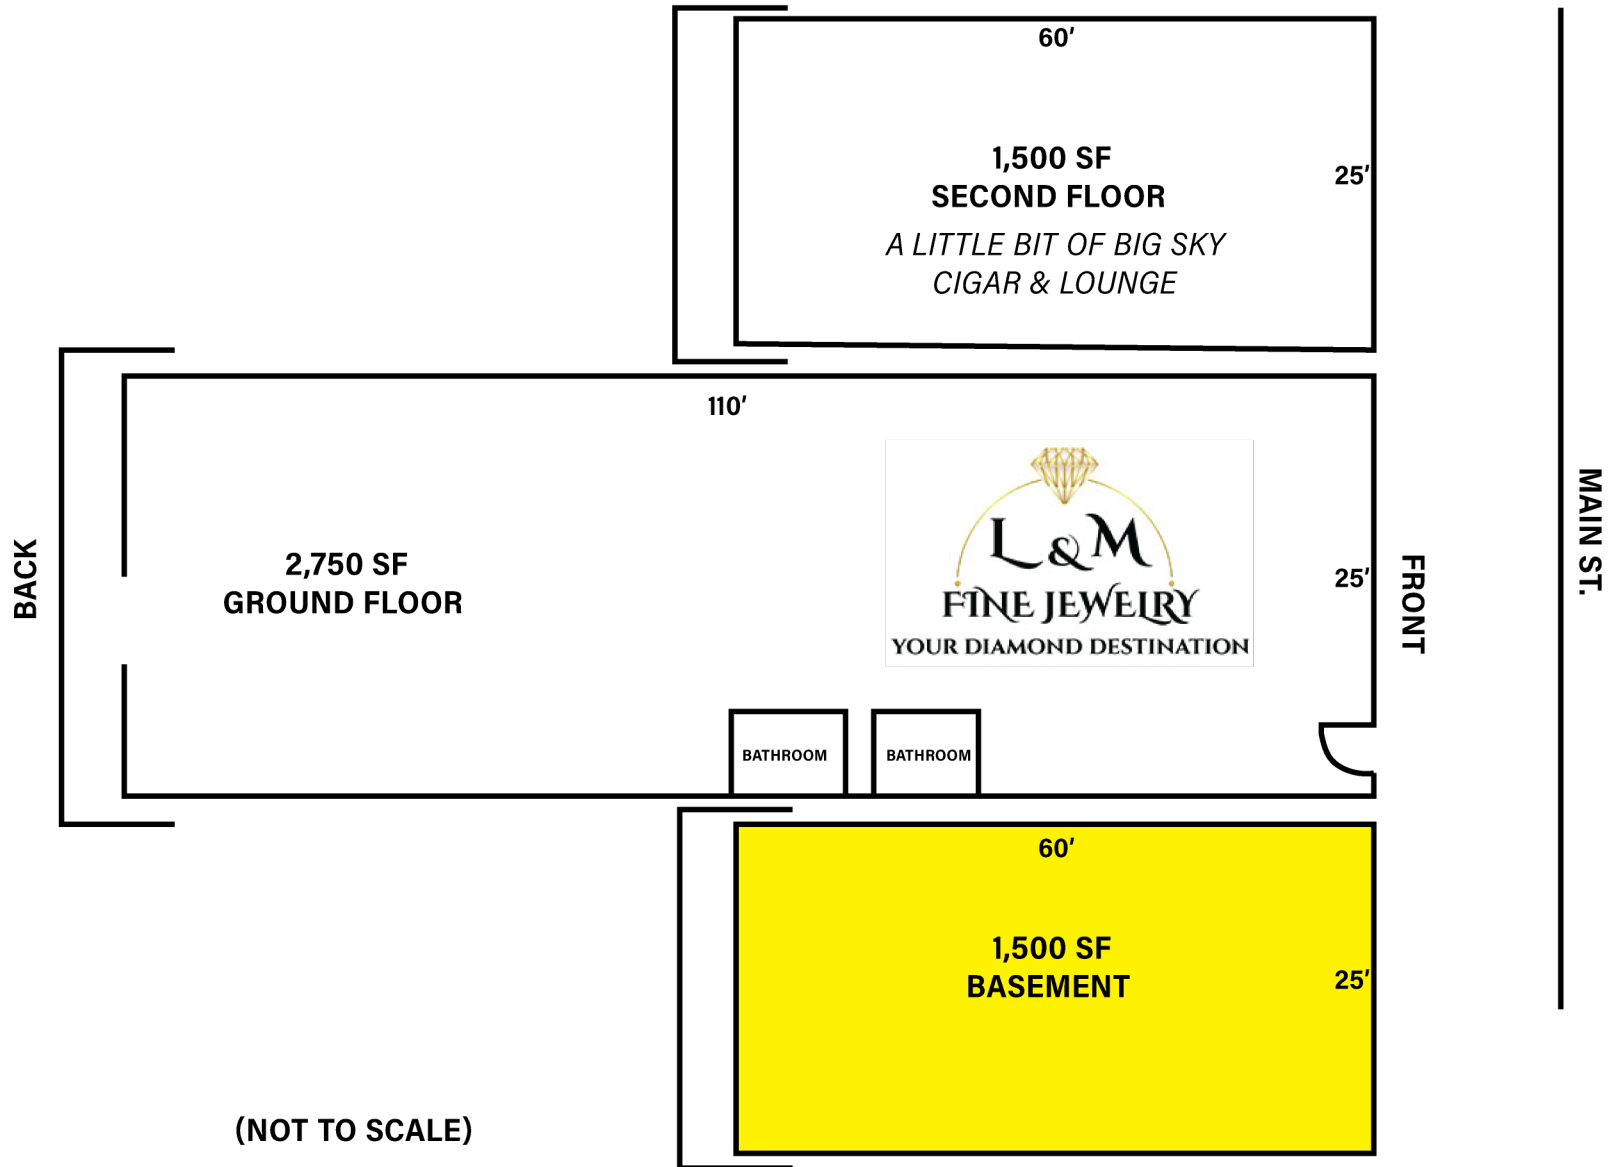 60'
1,500 SF
SECOND FLOOR
25'
A LITTLE BIT OF BIG SKY
CIGAR & LOUNGE
110'
BACK
2,750 SF
GROUND FLOOR
L & M
FINE JEWELRY
YOUR DIAMOND DESTINATION
25'
FRONT
MAIN ST.
BATHROOM
BATHROOM
60'
1,500 SF
BASEMENT
25'
(NOT TO SCALE)